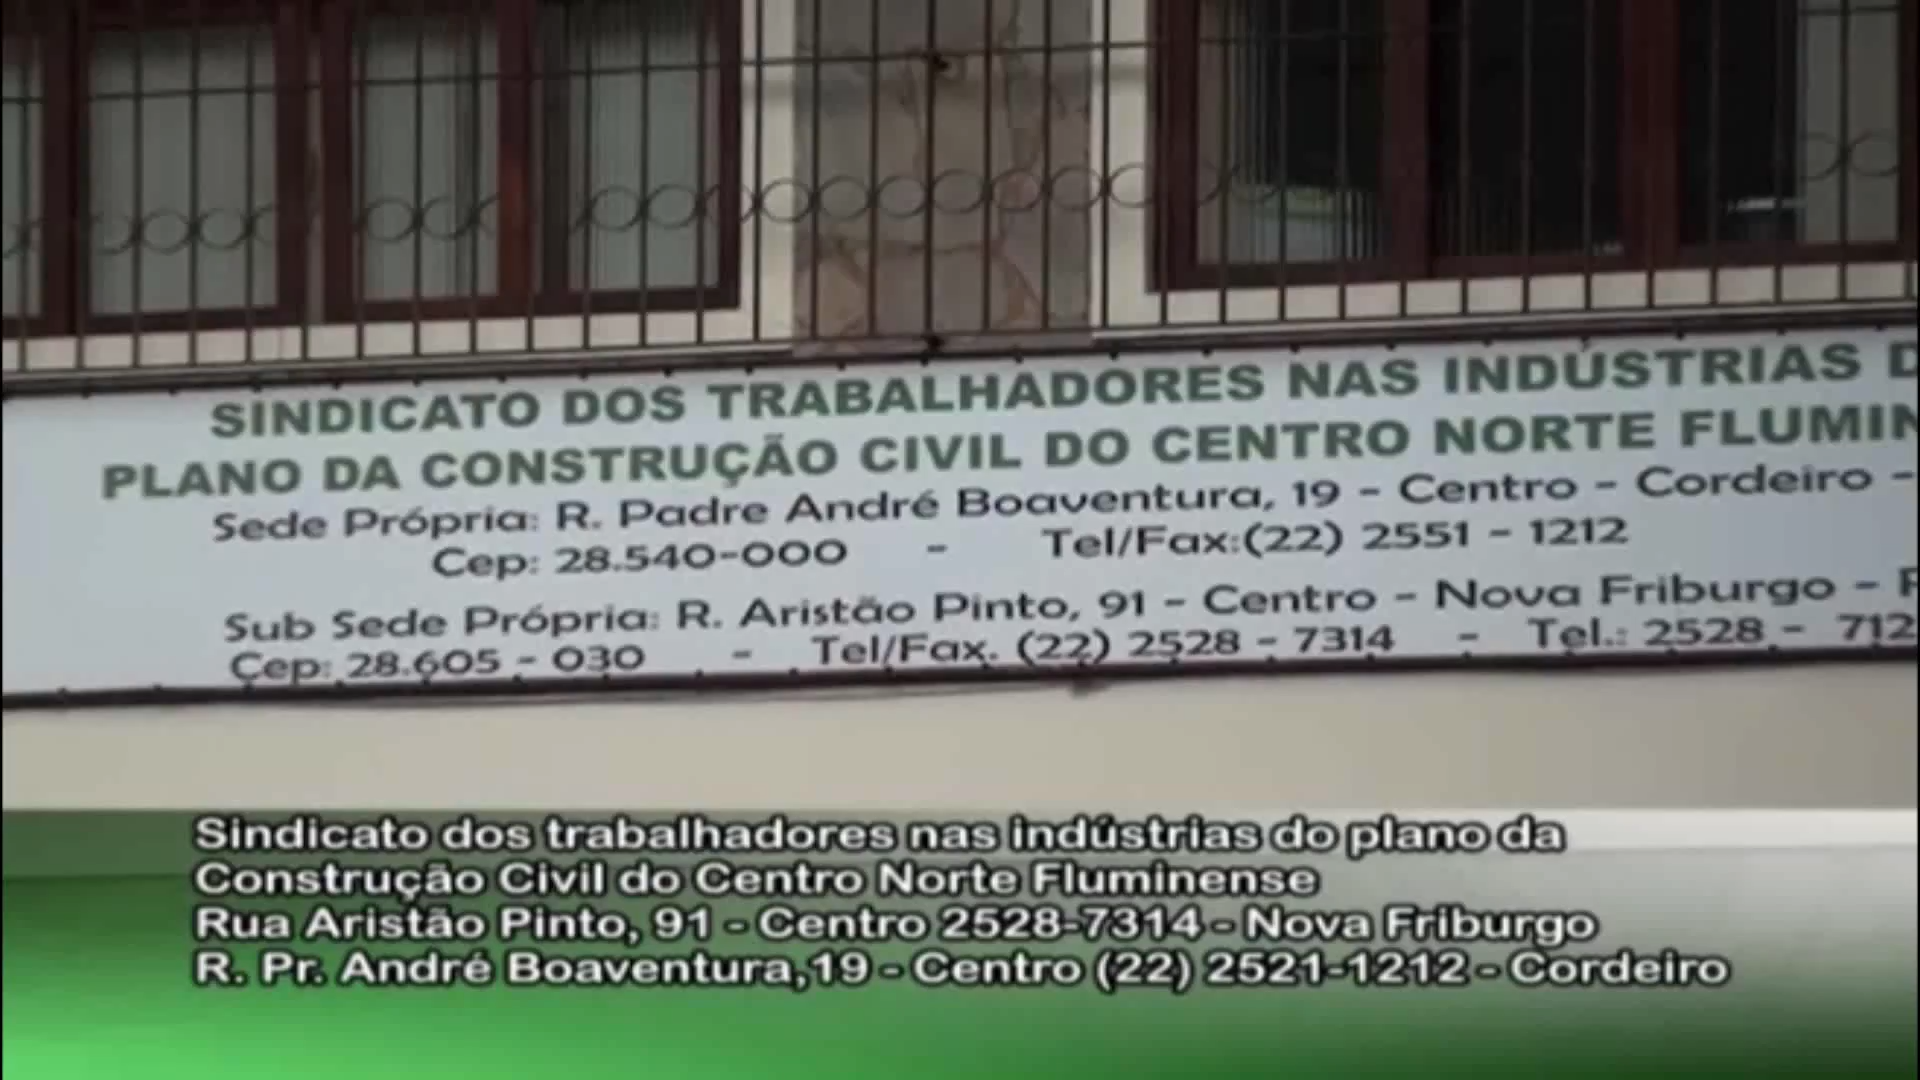 SINDICATO DOS TRABALHADORES NAS INDÚSTRIAS D
PLANO DA CONSTRUÇÃO CIVIL DO CENTRO NORTE FLUMIN
Sede Própria: R. Padre André Boaventura, 19 - Centro - Cordeiro -
Cep: 28.540-000 - Tel/Fax:(22) 2551 - 1212
Sub Sede Própria: R. Aristão Pinto, 91 - Centro - Nova Friburgo -
Cep: 28.605 - 030 - Tel/Fax. (22) 2528 - 7314 - Tel.: 2528 - 712
Sindicato dos trabalhadores nas indústrias do plano da
Construção Civil do Centro Norte Fluminense
Rua Aristão Pinto, 91 - Centro 2528-7314 - Nova Friburgo
R. Pr. André Boaventura,19 - Centro (22) 2521-1212 - Cordeiro